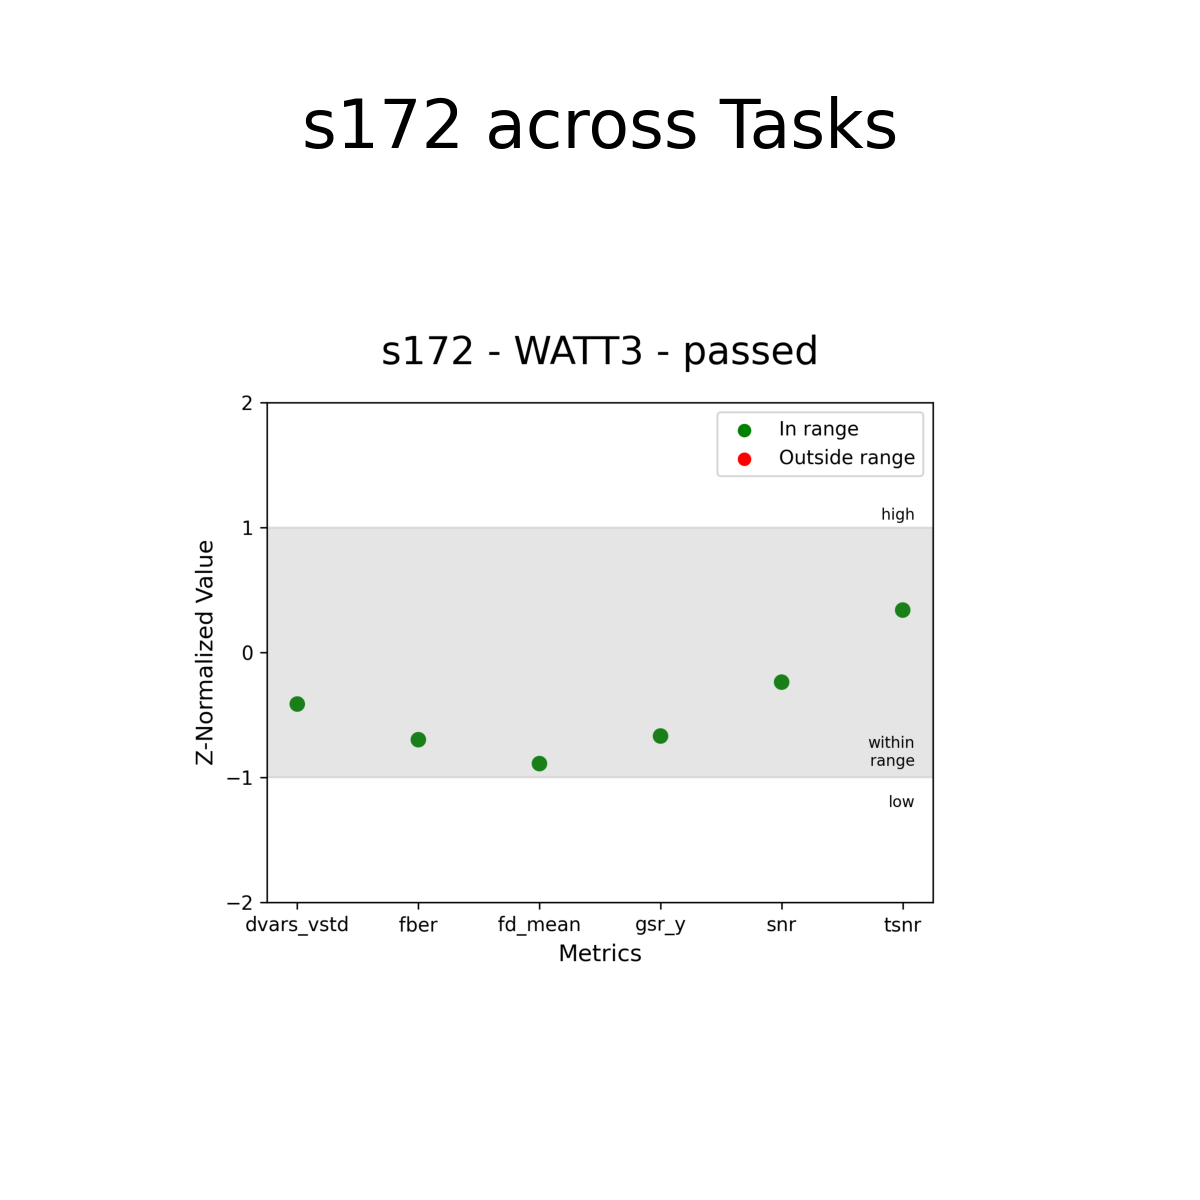 s172 across Tasks
s172 - WATT3 - passed
2
In range
Outside range
high
1
Z-Normalized Value
0
within
range
−1
low
−2
dvars_vstd fber fd_mean gsr_y snr tsnr
Metrics